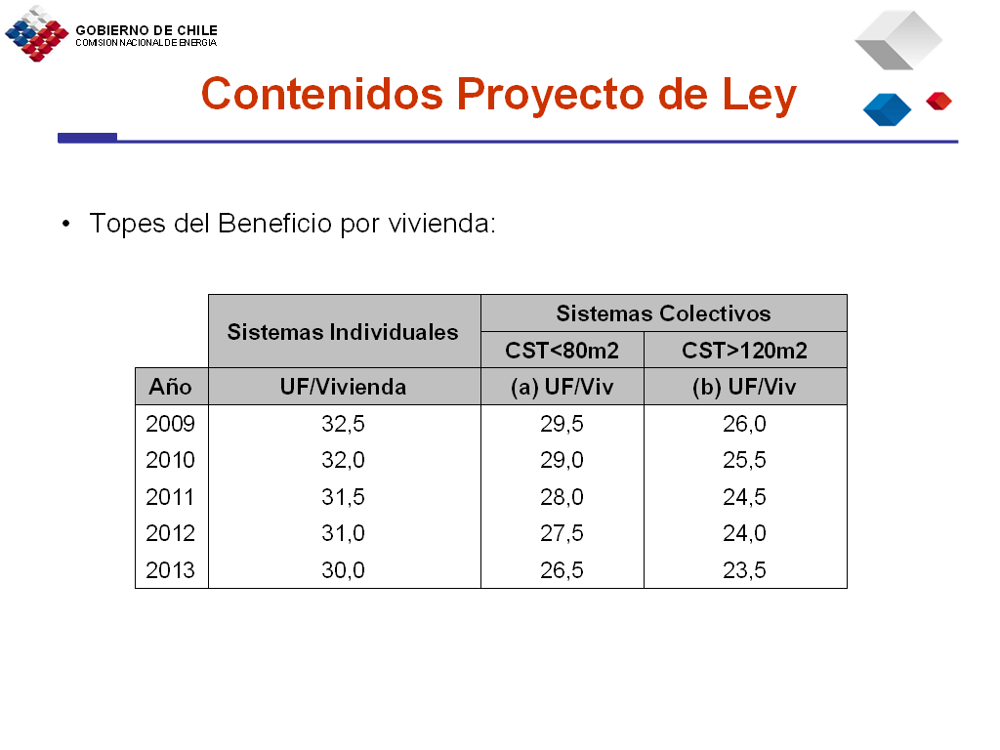 GOBIERNO DE CHILE
COMISION NACIONAL DE ENERGIA
Contenidos Proyecto de Ley
• Topes del Beneficio por vivienda:
Sistemas Individuales Sistemas Colectivos
CST<80m2 CST>120m2
Año UF/Vivienda (a) UF/Viv (b) UF/Viv
2009 32,5 29,5 26,0
2010 32,0 29,0 25,5
2011 31,5 28,0 24,5
2012 31,0 27,5 24,0
2013 30,0 26,5 23,5